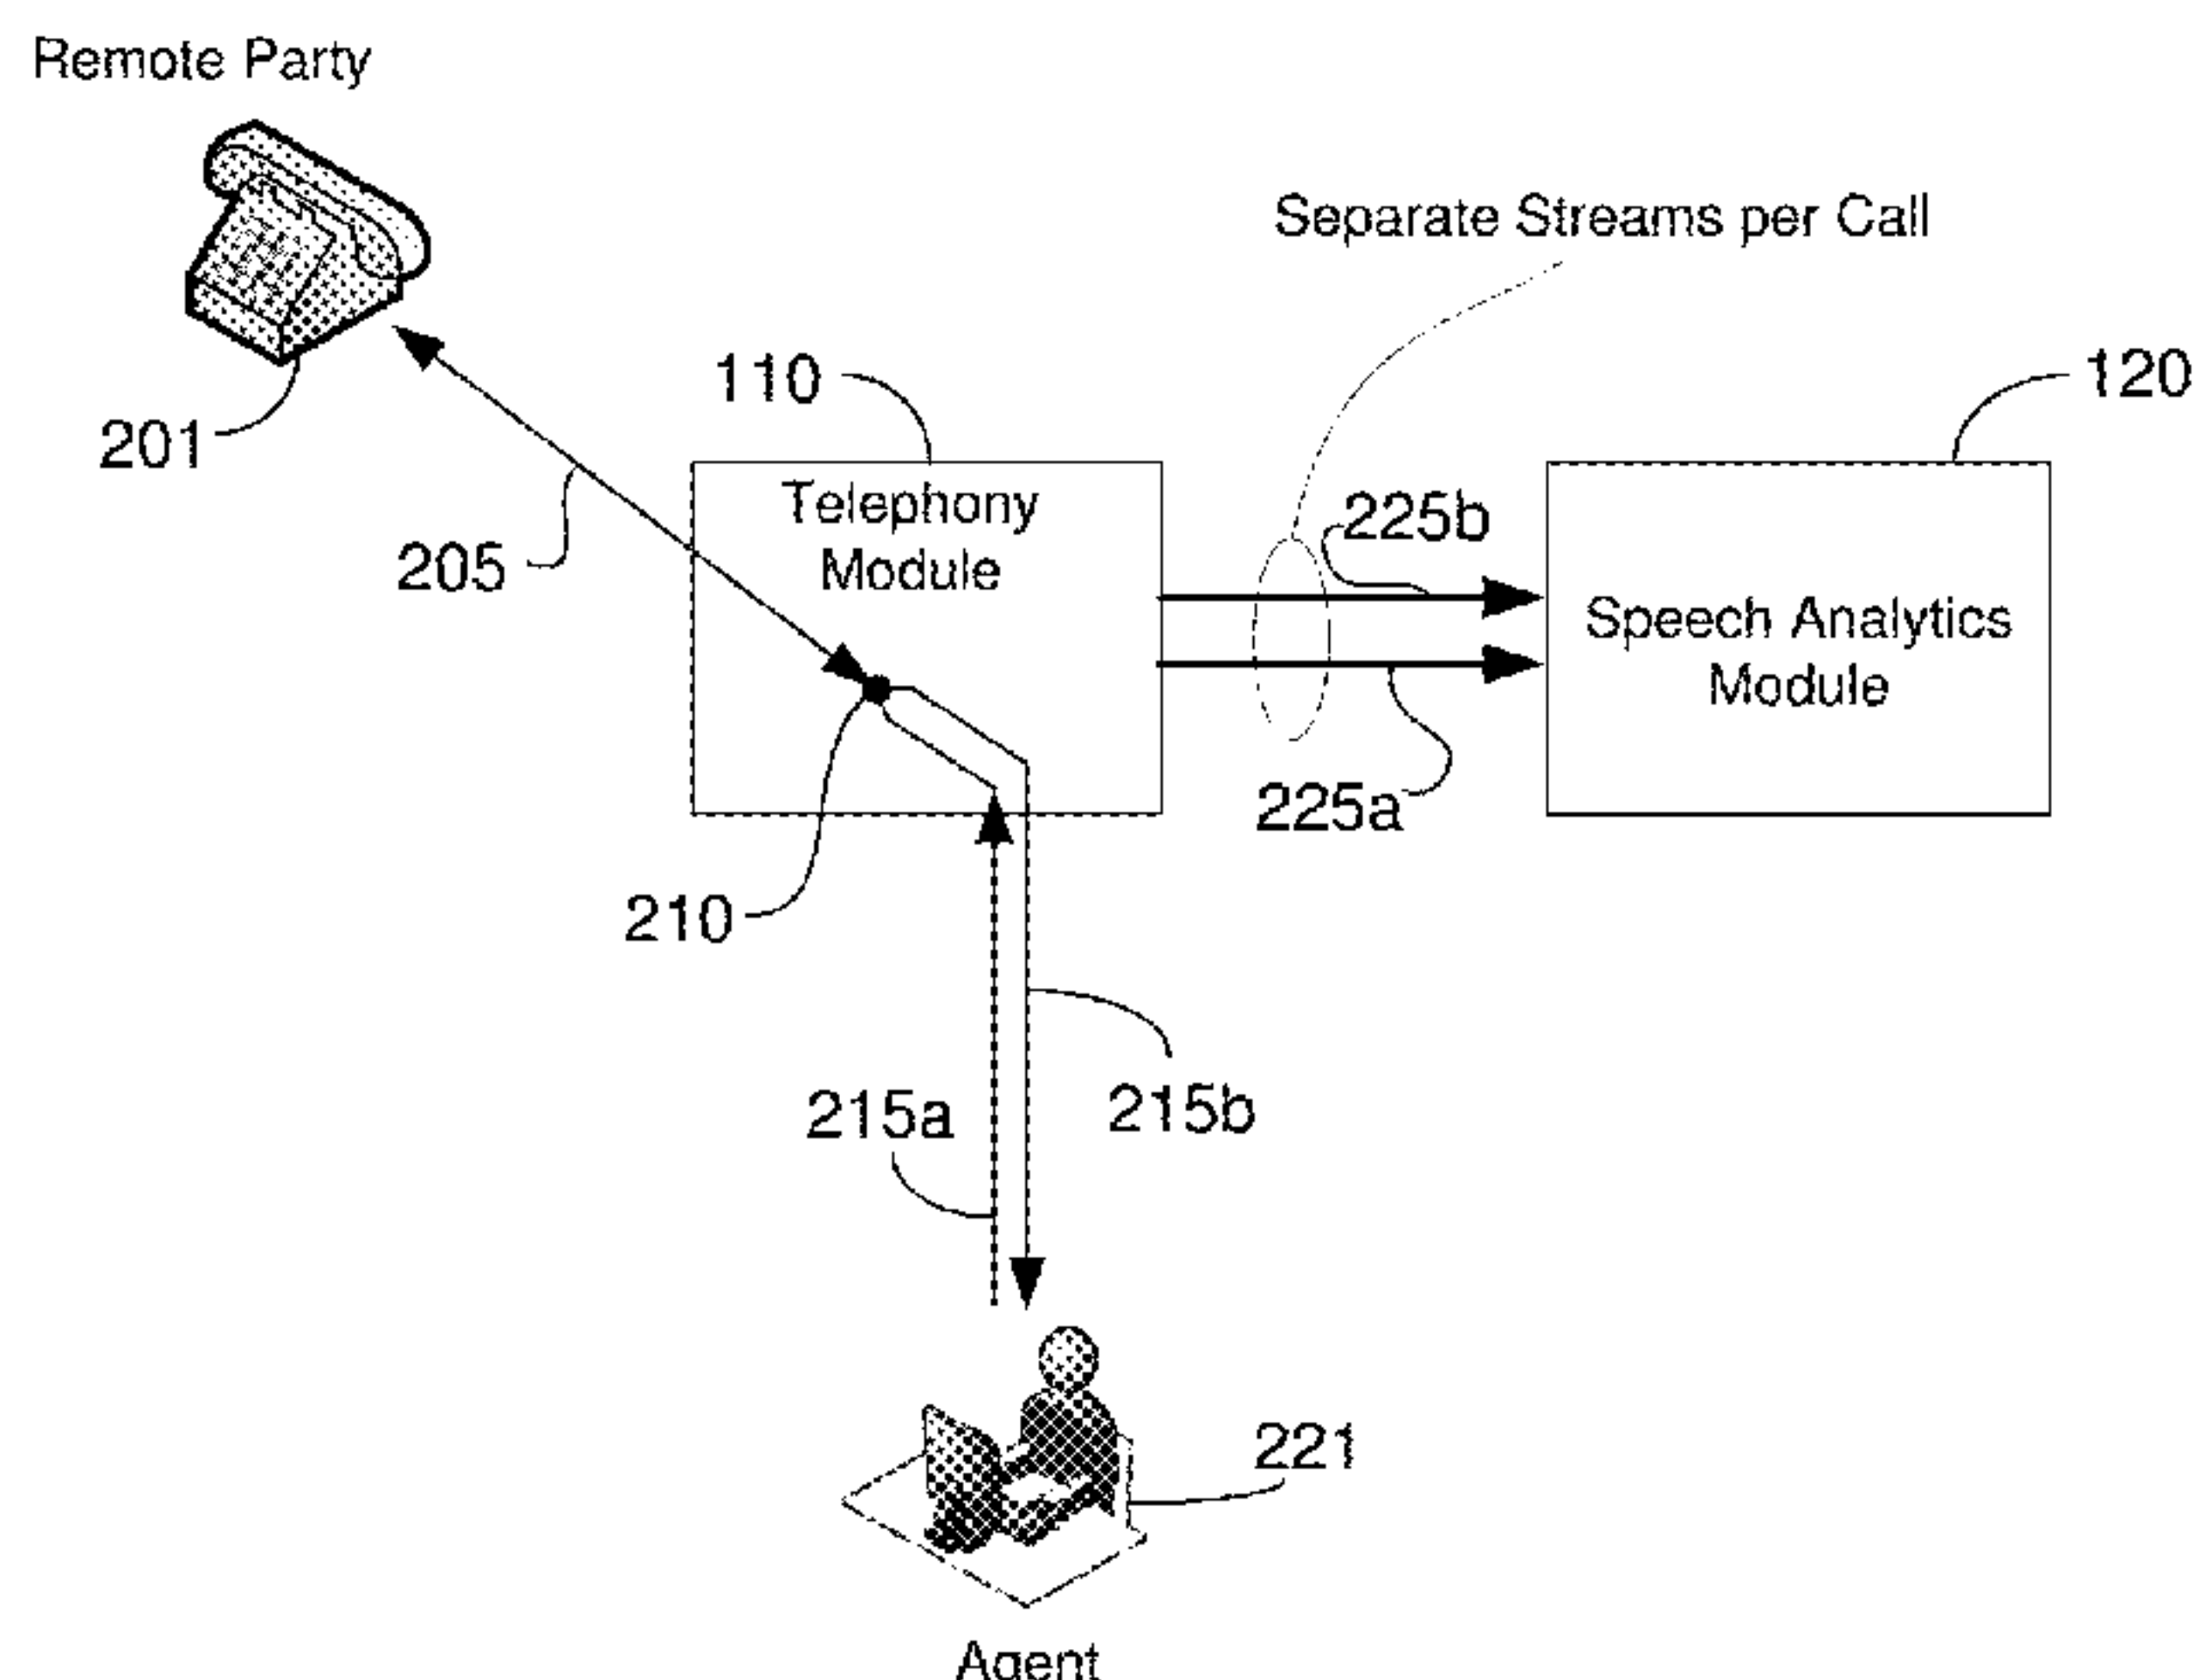 Remote Party
Separate Streams per Call
110
120
201
Telephony
Module
225b
205
Speech Analytics
Module
225a
210
215a
215b
221
Agent